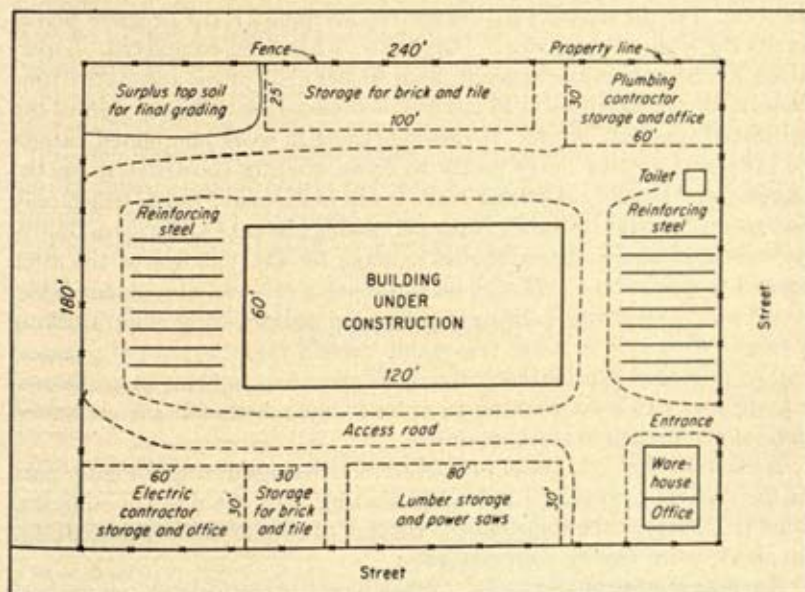 Fence
240'
Property line
Surplus top soil
for final grading
25'
Storage for brick and tile
100'
30'
Plumbing
contractor
storage and office
60'
Toilet
Reinforcing
steel
Reinforcing
steel
180'
60'
BUILDING
UNDER
CONSTRUCTION
120'
Street
Access road
Entrance
60'
Electric
contractor
storage and office
30'
30'
Storage
for brick
and tile
80'
Lumber storage
and power saws
30'
Ware-
house
Office
Street